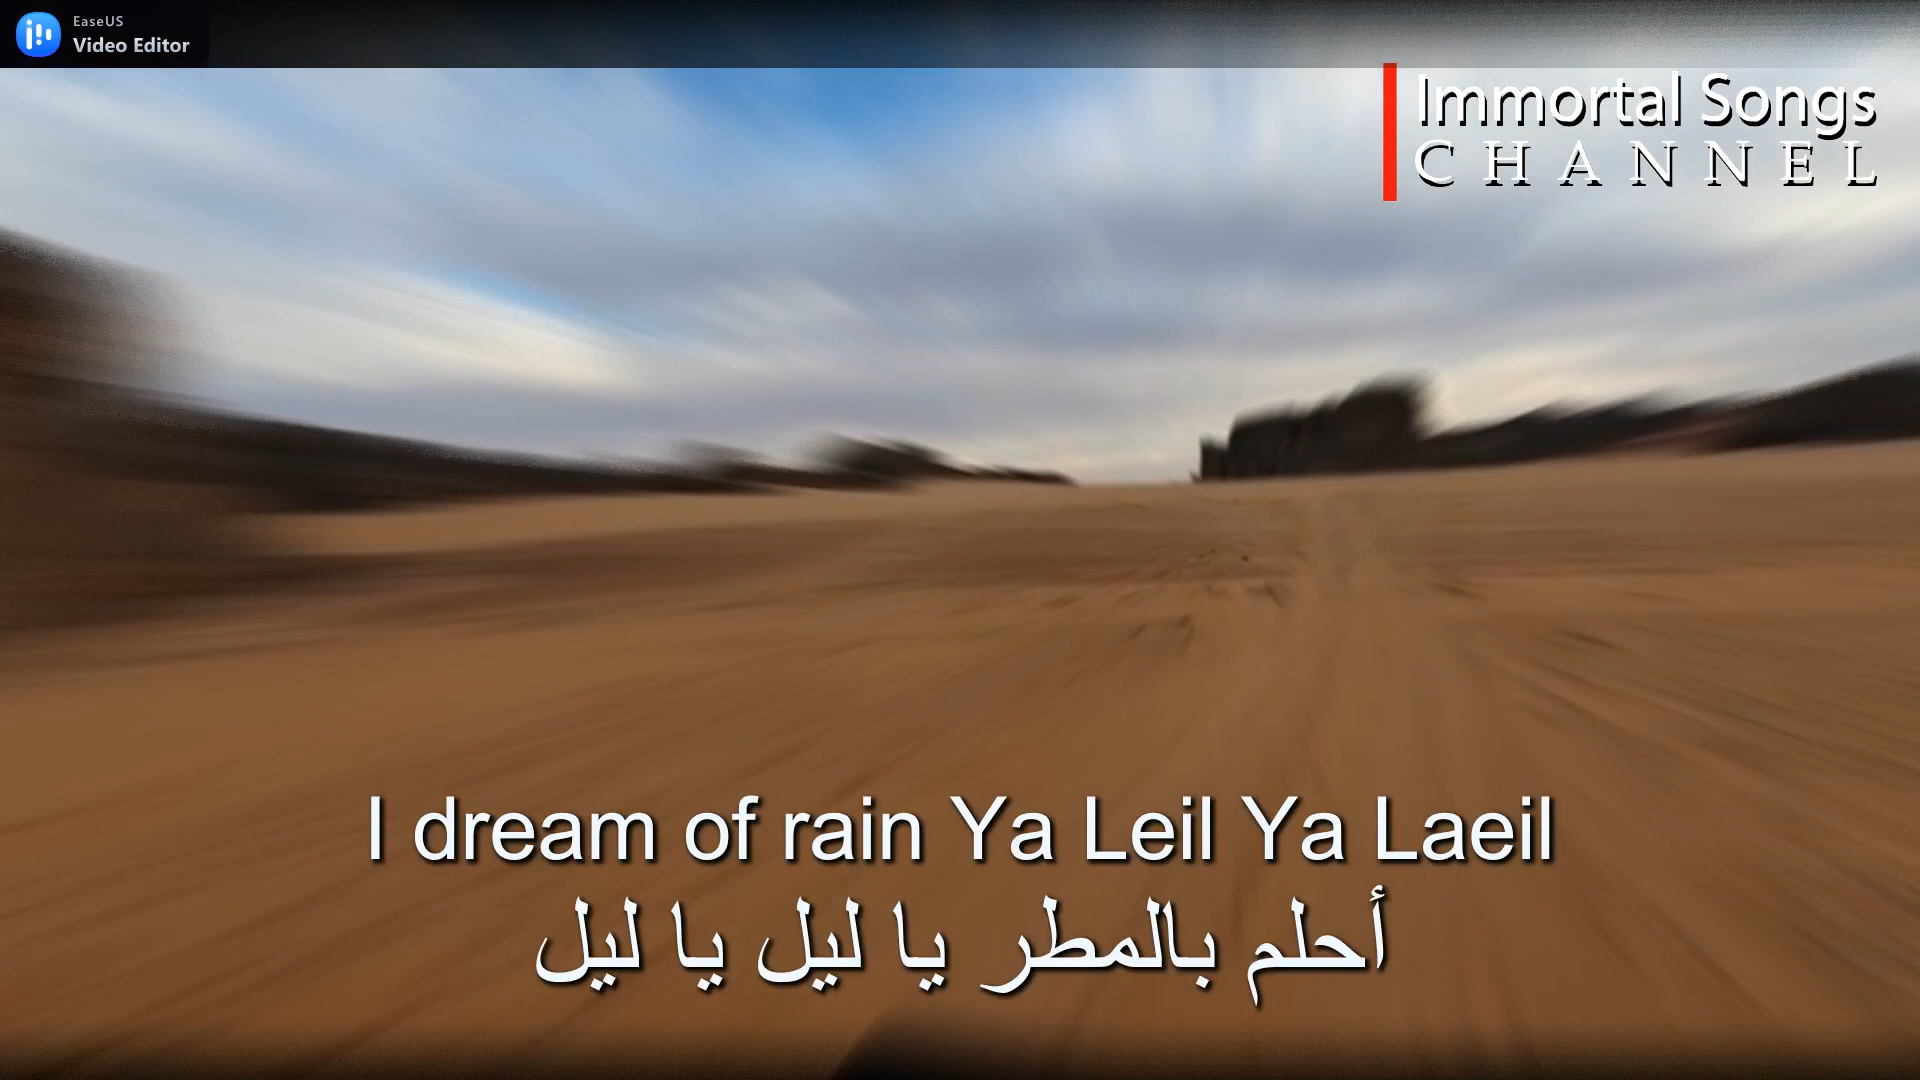 EaseUS
Video Editor
Immortal Songs
CHANNEL
I dream of rain Ya Leil Ya Laeil
أحلم بالمطر يا ليل يا ليل